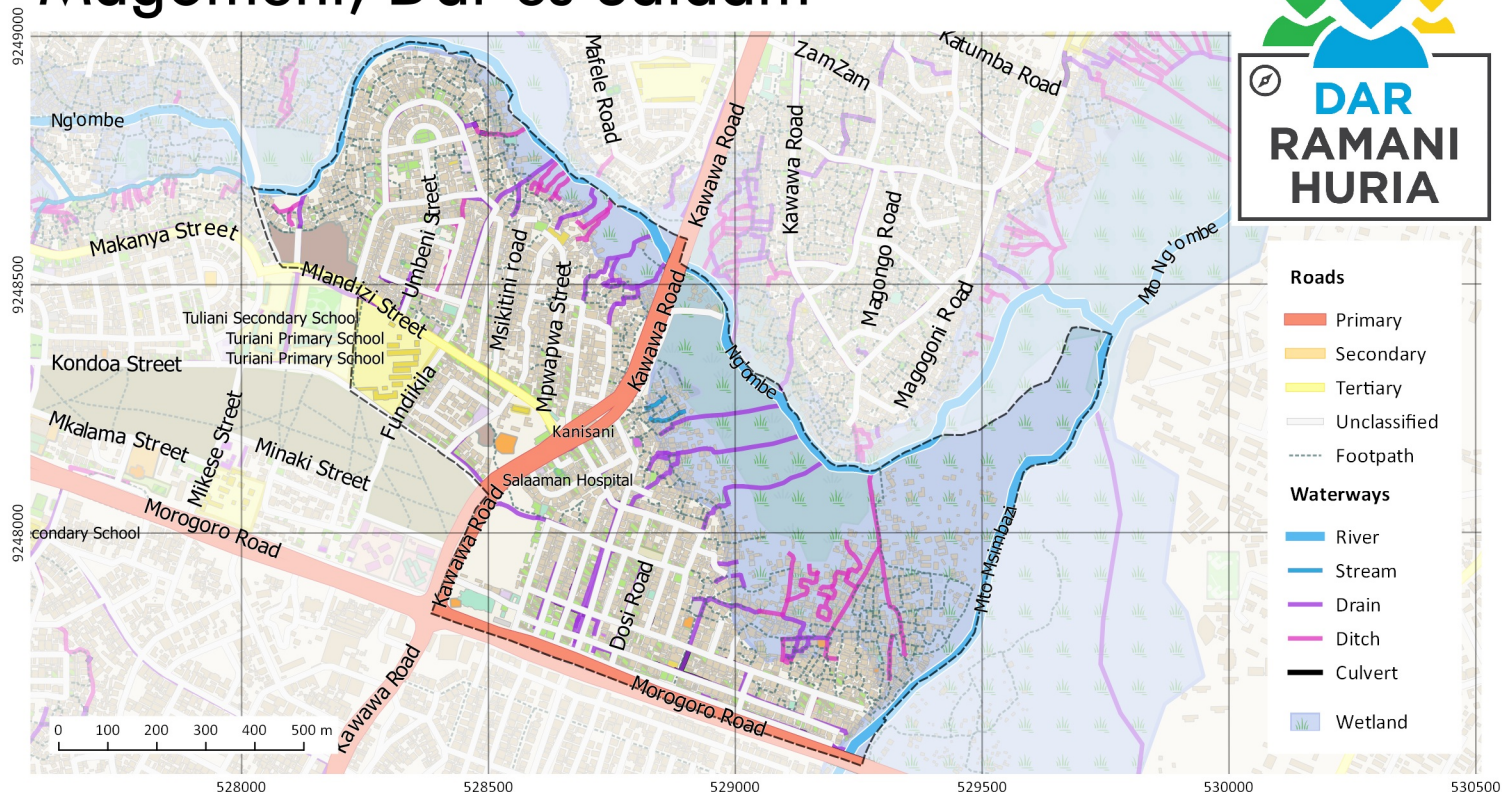 Magomeni, Dar es Salaam
DAR
RAMANI
HURIA
9249000
9248500
9248000
Ng'ombe
Mafele Road
ZamZam
Katumba Road
Kawawa Road
Kawawa Road
Makanya Street
Umbeni Street
Msikitini road
Magongo Road
Mto Ng'ombe
Mlandizi Street
Mpwapwa Street
Kawawa Road
Magogoni Road
Tuliani Secondary School
Turiani Primary School
Turiani Primary School
Kondoa Street
Ng'ombe
Fundikila
Mkalama Street
Mikese Street
Minaki Street
Kanisani
Salaaman Hospital
Morogoro Road
econdary School
Kawawa Road
Mto Msimbazi
Dosi Road
Morogoro Road
Kawawa Road
Roads
Primary
Secondary
Tertiary
Unclassified
Footpath
Waterways
River
Stream
Drain
Ditch
Culvert
Wetland
0 100 200 300 400 500 m
528000 528500 529000 529500 530000 530500